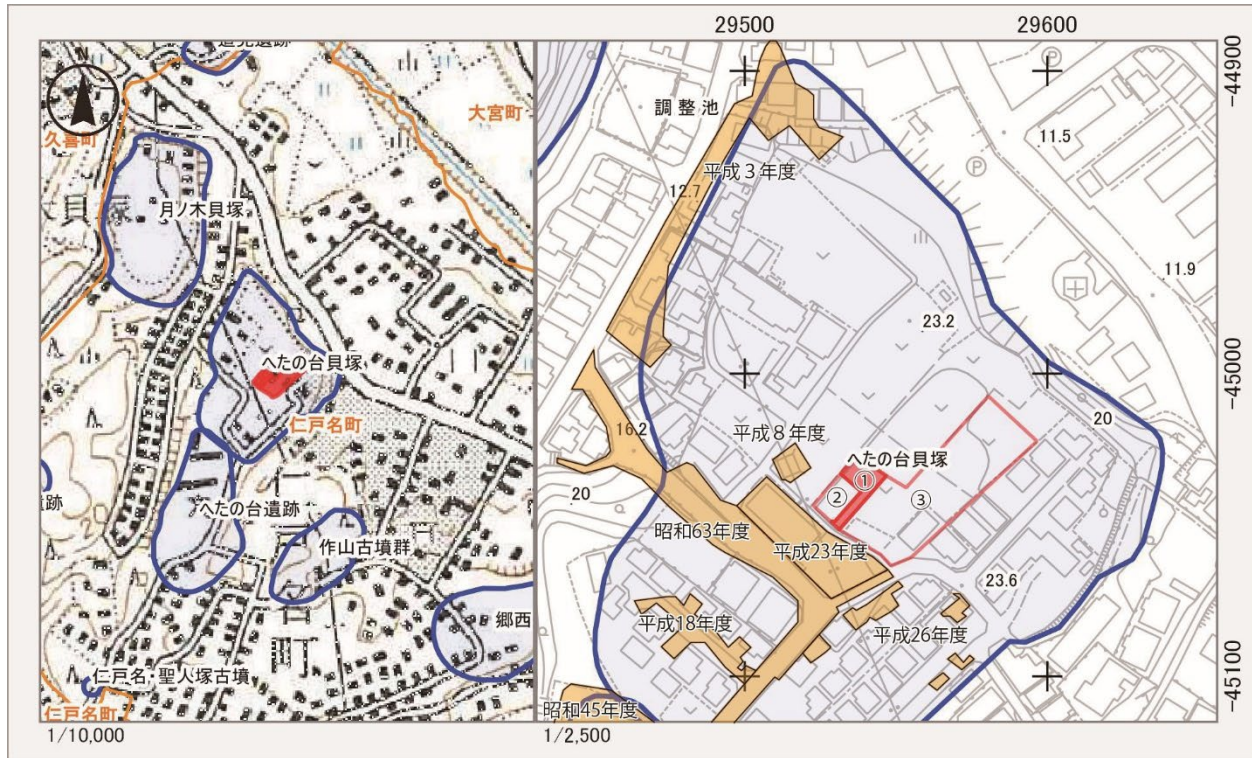 N
大宮町
久喜町
月ノ木貝塚
貝塚
へたの台貝塚
仁戸名町
遺跡
へたの台遺跡
作山古墳群
郷西
仁戸名・聖人塚古墳
仁戸名町
1/10,000
29500
29600
-44900
-45000
-45100
調整池
平成3年度
12.7
11.5
P
P
11.9
23.2
16.2
20
20
平成8年度
へたの台貝塚
①
②
③
昭和63年度
平成23年度
23.6
平成18年度
平成26年度
昭和45年度
1/2,500